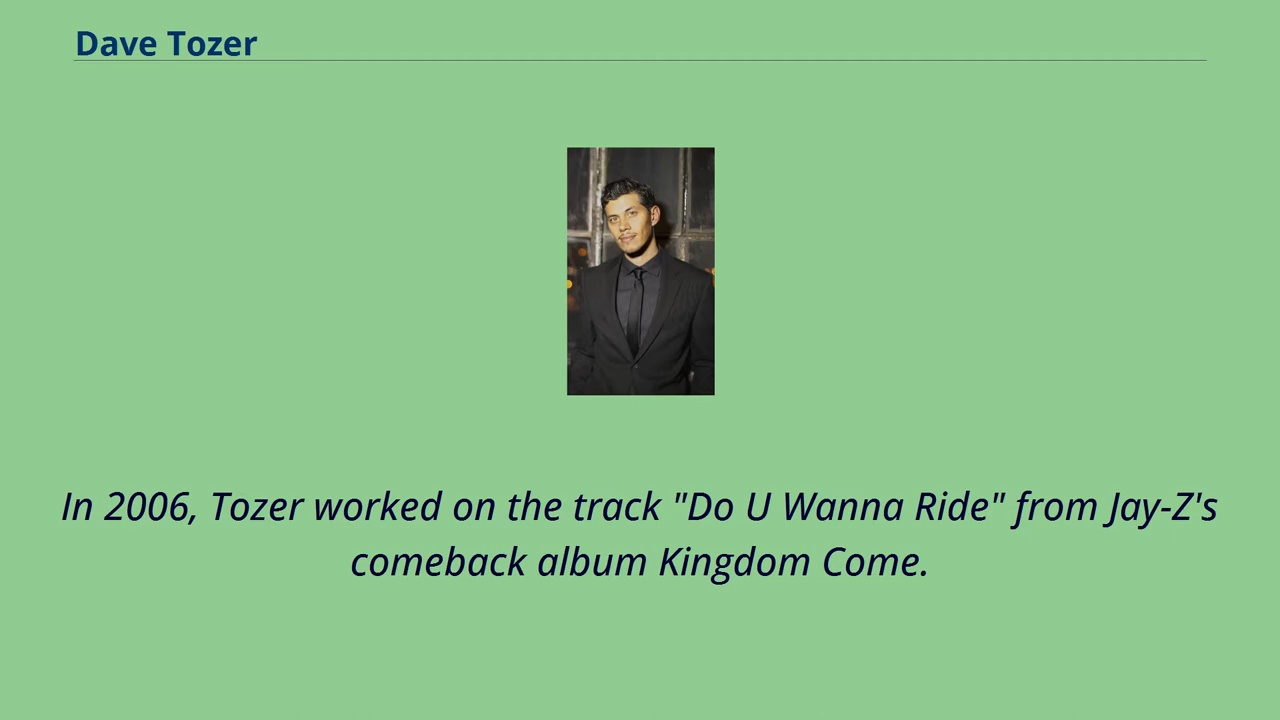 Dave Tozer
In 2006, Tozer worked on the track "Do U Wanna Ride" from Jay-Z's
comeback album Kingdom Come.